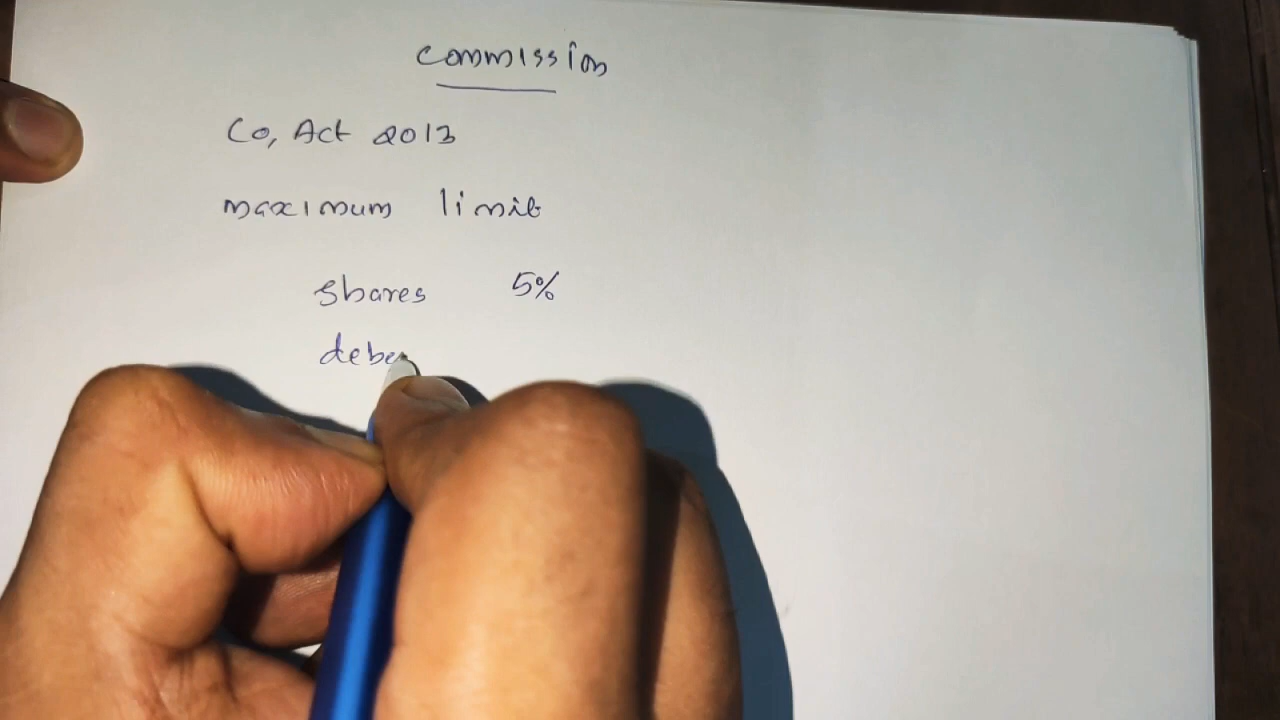 Commission
Co, Act 2013
maximum limit
shares 5%
debe